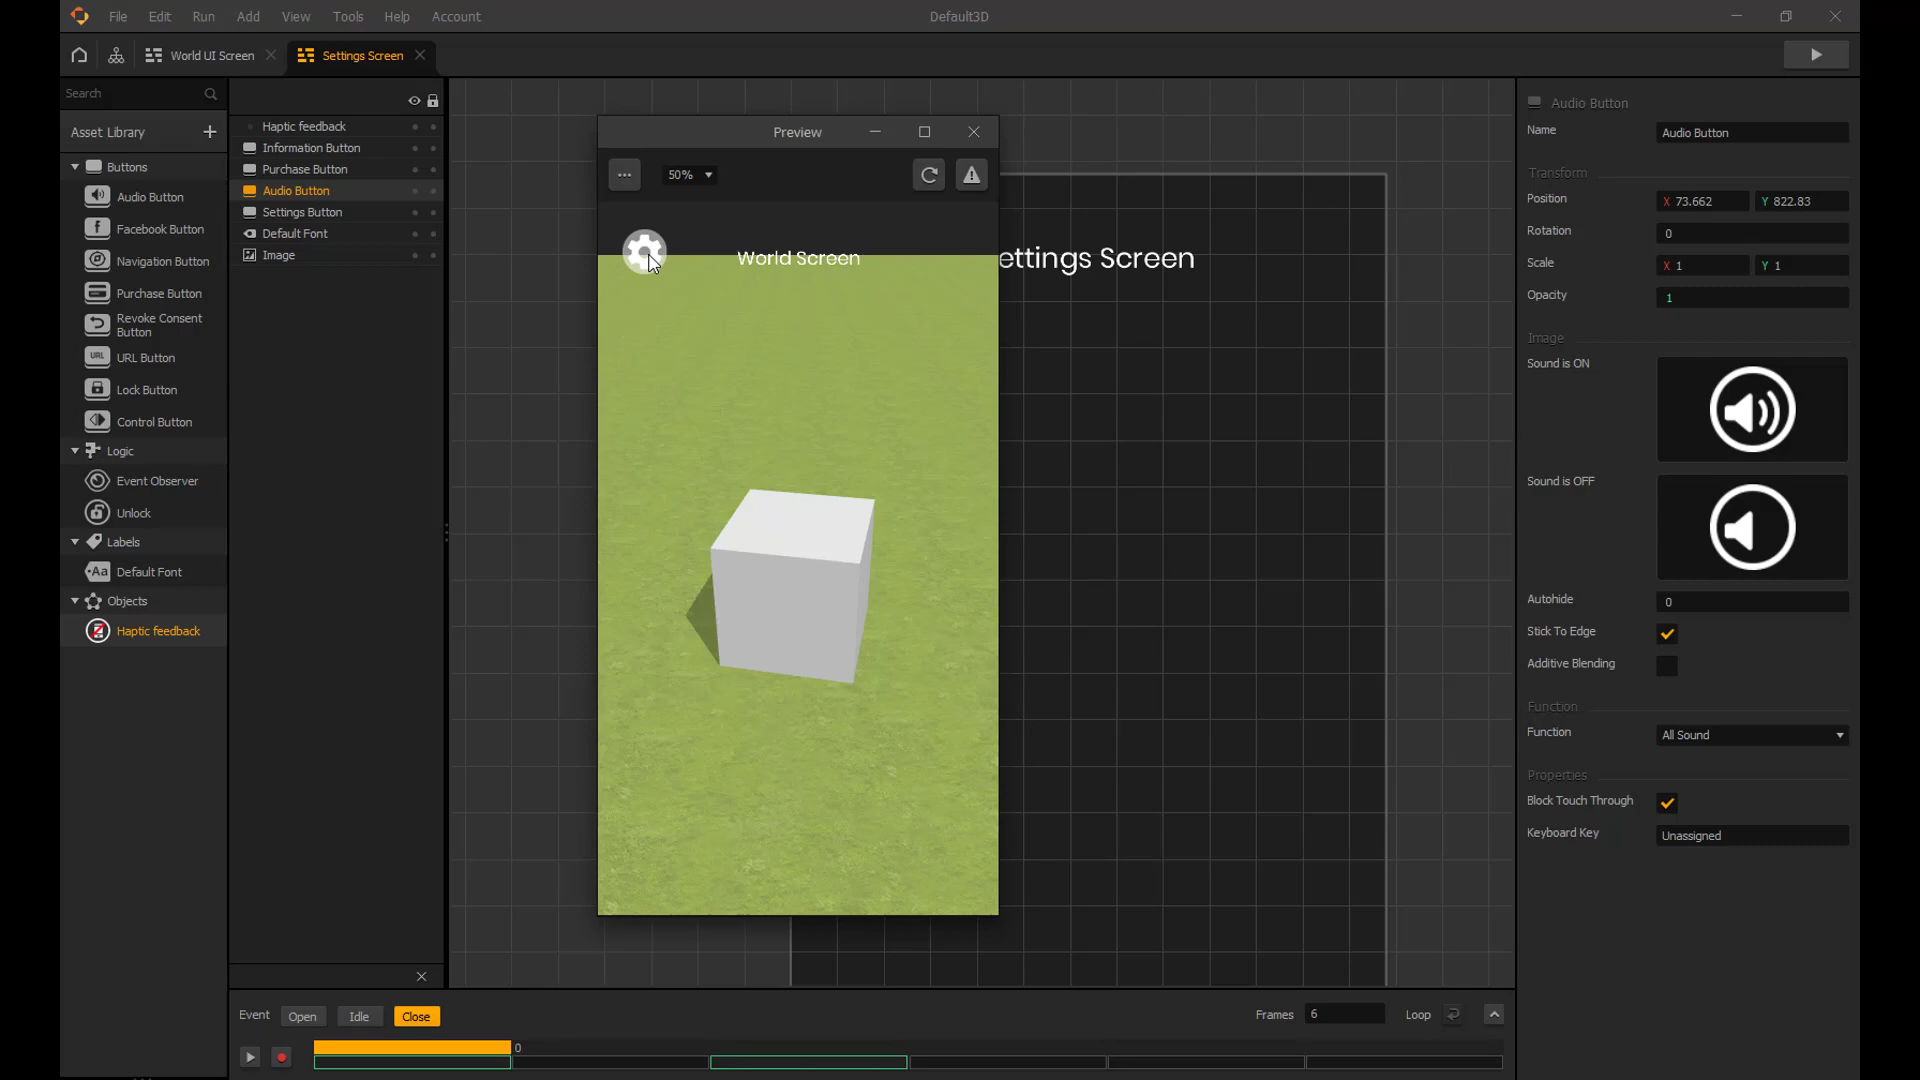 File Edit Run Add View Tools Help Account
Default3D
World UI Screen
Settings Screen
Search
Asset Library
Buttons
Audio Button
Facebook Button
Navigation Button
Purchase Button
Revoke Consent
Button
URL
URL Button
Lock Button
Control Button
Logic
Event Observer
Unlock
Labels
Aa
Default Font
Objects
Haptic feedback
Haptic feedback
Information Button
Purchase Button
Audio Button
Settings Button
Default Font
Image
Preview
50%
World Screen
ettings Screen
Audio Button
Name
Audio Button
Transform
Position
X 73.662
Y 822.83
Rotation
0
Scale
X 1
Y 1
Opacity
1
Image
Sound is ON
Sound is OFF
Autohide
0
Stick To Edge
Additive Blending
Function
Function
All Sound
Properties
Block Touch Through
Keyboard Key
Unassigned
Event
Open
Idle
Close
Frames
6
Loop
0